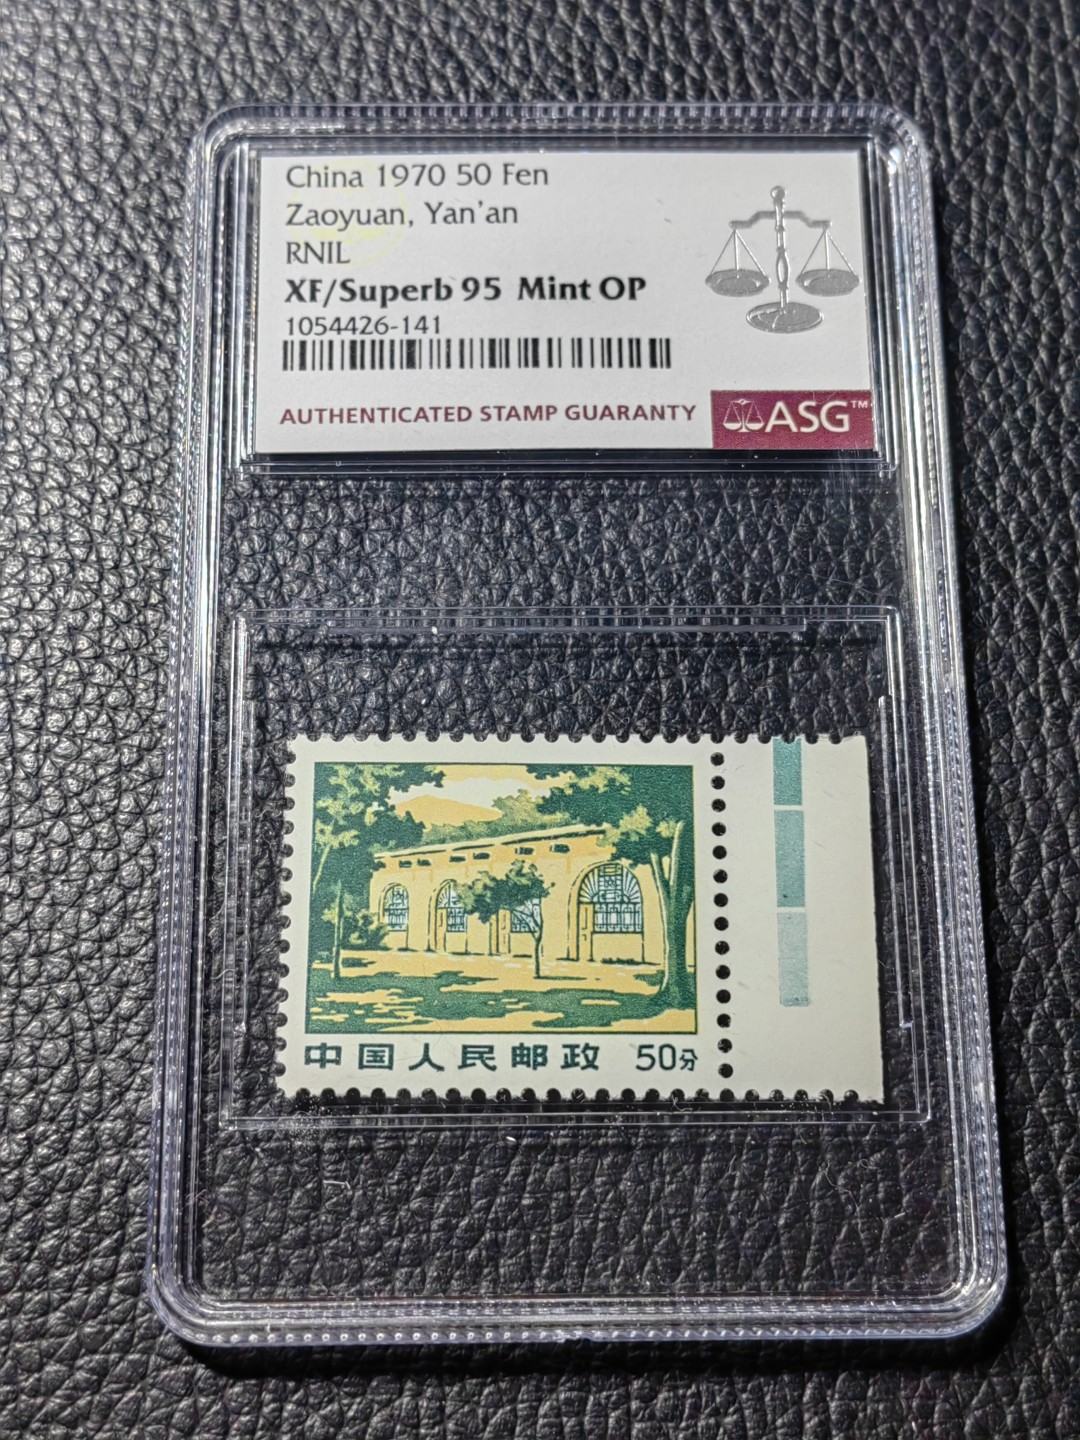 China 1970 50 Fen
Zaoyuan, Yan'an
RNIL
XF/Superb 95 Mint OP
1054426-141
AUTHENTICATED STAMP GUARANTY
ASG™
中国人民邮政 50分